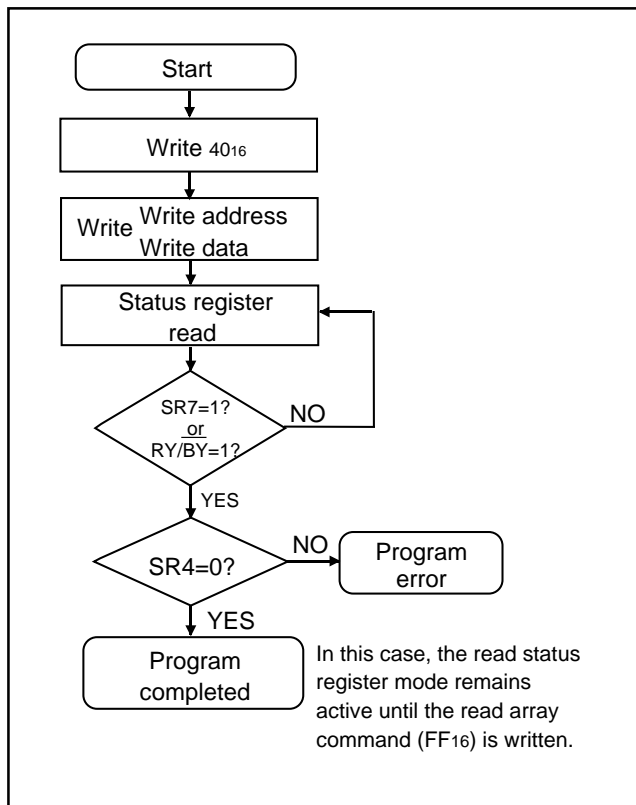 Start
Write 4016
Write Write address
Write data
Status register
read
SR7=1?
or
RY/BY=1?
NO
YES
SR4=0?
NO
Program
error
YES
Program
completed
In this case, the read status
register mode remains
active until the read array
command (FF16) is written.